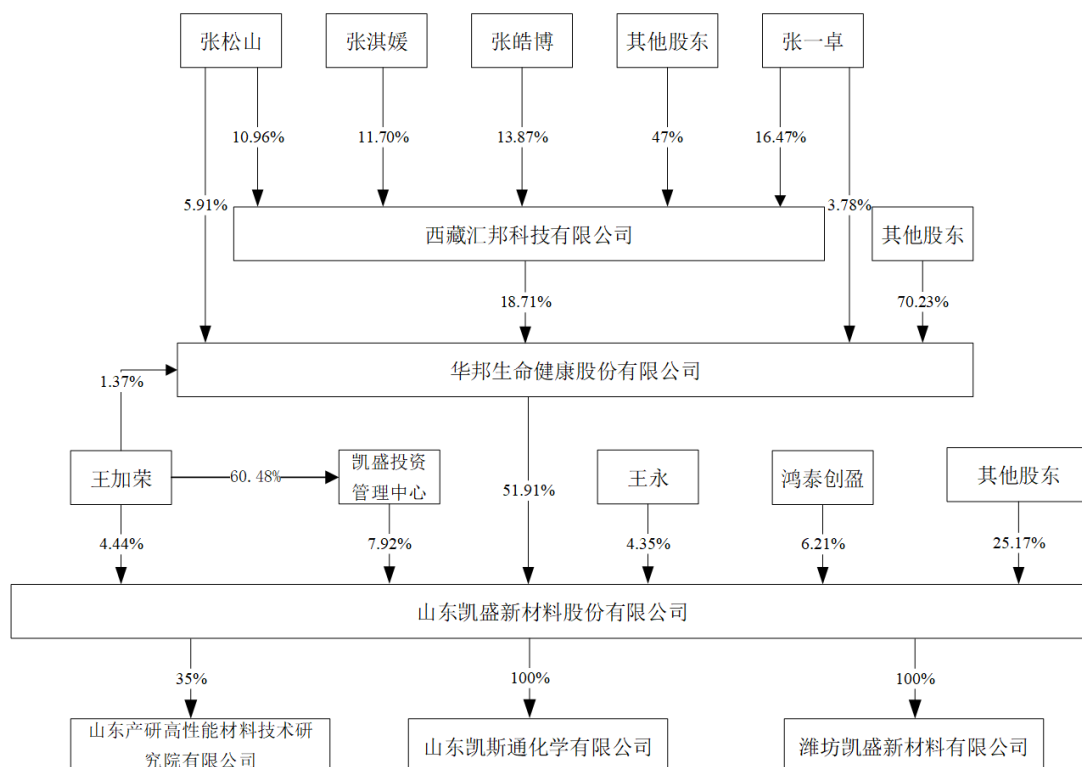 张松山
张淇媛
张皓博
其他股东
张一卓
10.96%
11.70%
13.87%
47%
16.47%
5.91%
3.78%
西藏汇邦科技有限公司
其他股东
18.71%
70.23%
华邦生命健康股份有限公司
1.37%
王加荣
60.48%
凯盛投资
管理中心
51.91%
王永
鸿泰创盈
其他股东
4.44%
7.92%
4.35%
6.21%
25.17%
山东凯盛新材料股份有限公司
35%
100%
100%
山东产研高性能材料技术研
究院有限公司
山东凯斯通化学有限公司
潍坊凯盛新材料有限公司